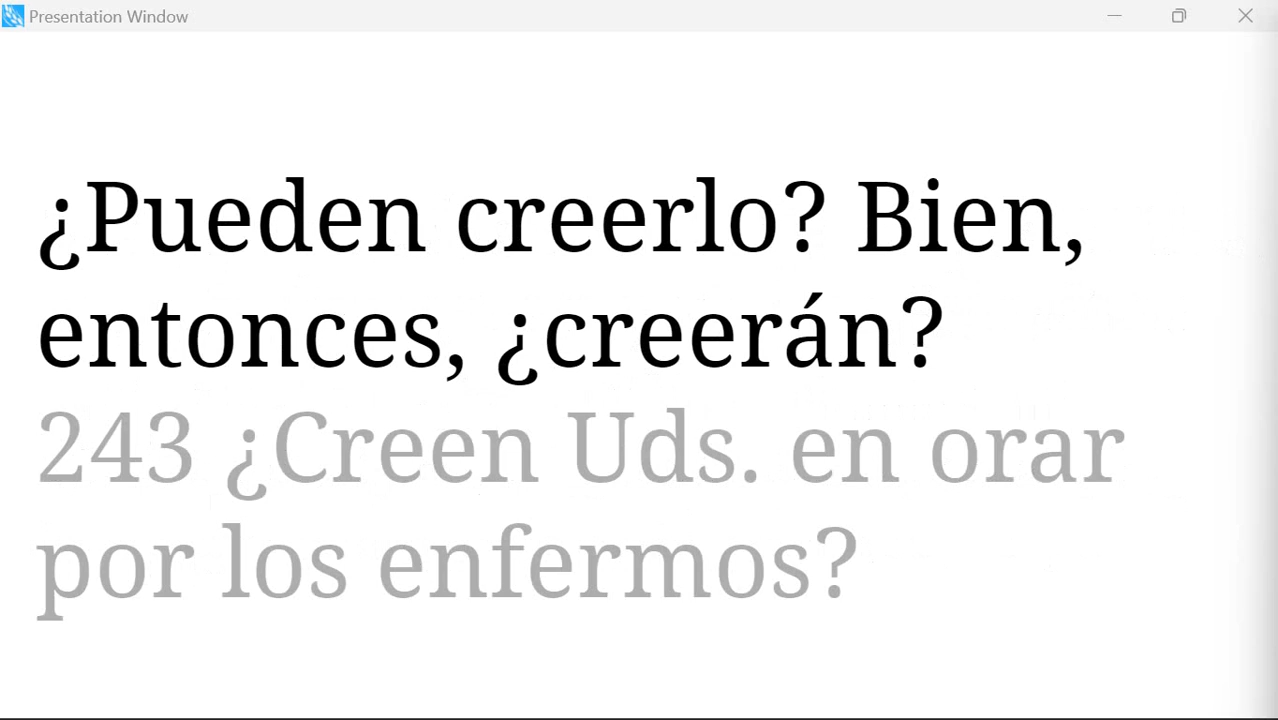 Presentation Window
¿Pueden creerlo? Bien,
entonces, ¿creerán?
243 ¿Creen Uds. en orar
por los enfermos?